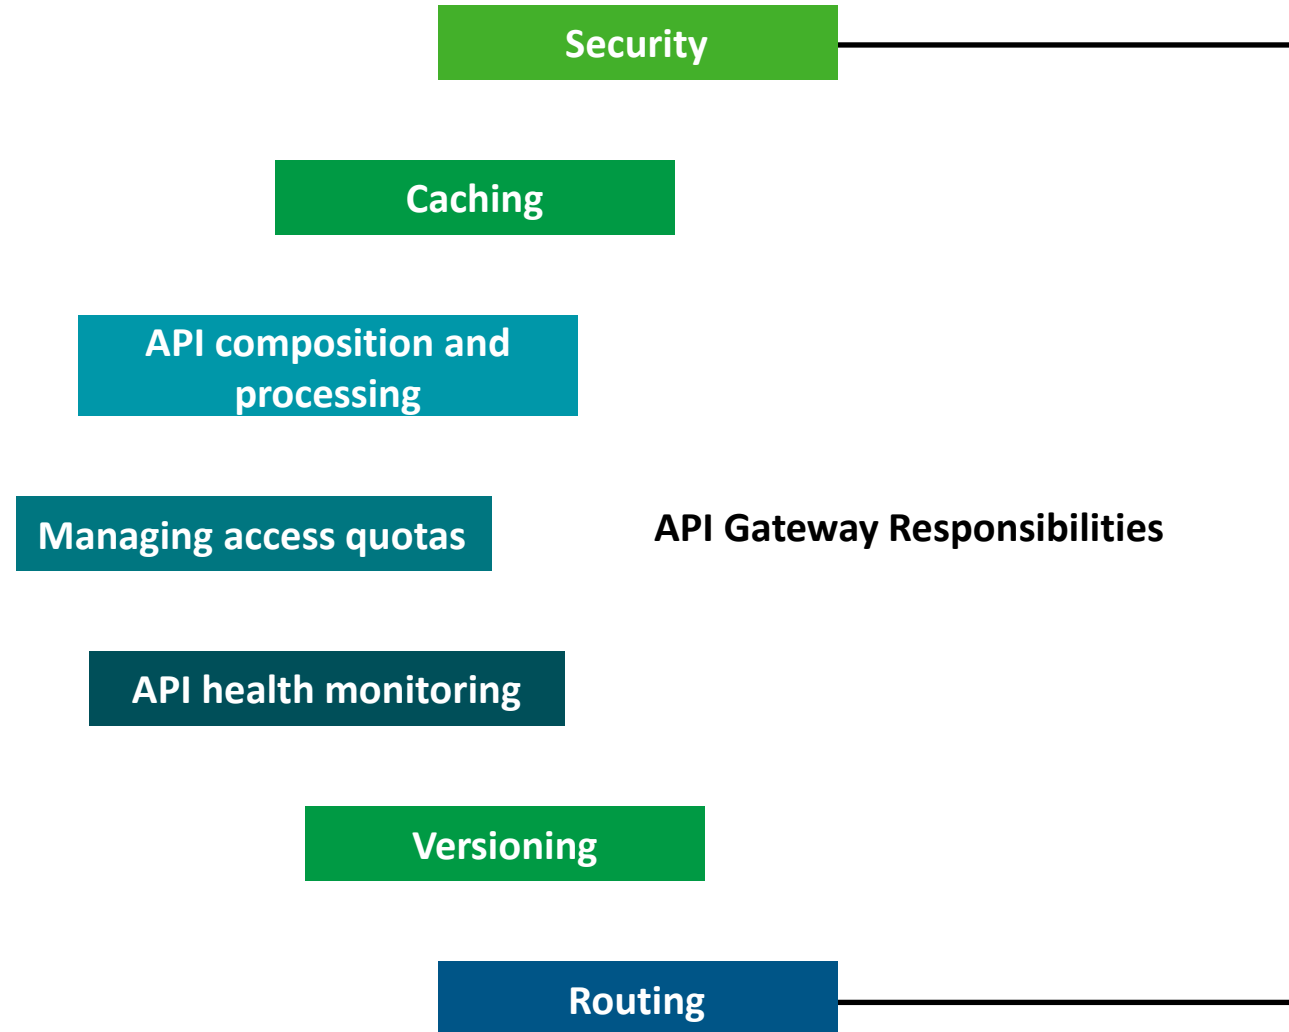 Security
Caching
API composition and
processing
Managing access quotas
API Gateway Responsibilities
API health monitoring
Versioning
Routing